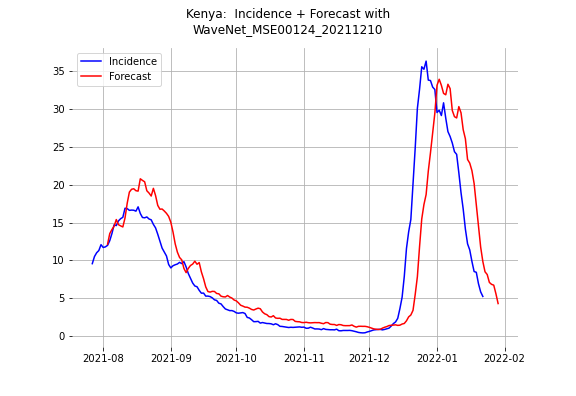 Kenya:  Incidence + Forecast with
WaveNet_MSE00124_20211210
Incidence
Forecast
35
30
25
20
15
10
5
0
2021-08 2021-09 2021-10 2021-11 2021-12 2022-01 2022-02